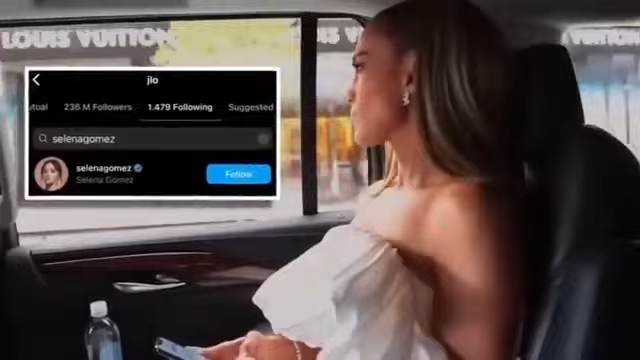 LOUIS VUITTON
jlo
utual 236 M Followers 1.479 Following Suggested
selenagomez
selenagomez
Selena Gomez
Follow